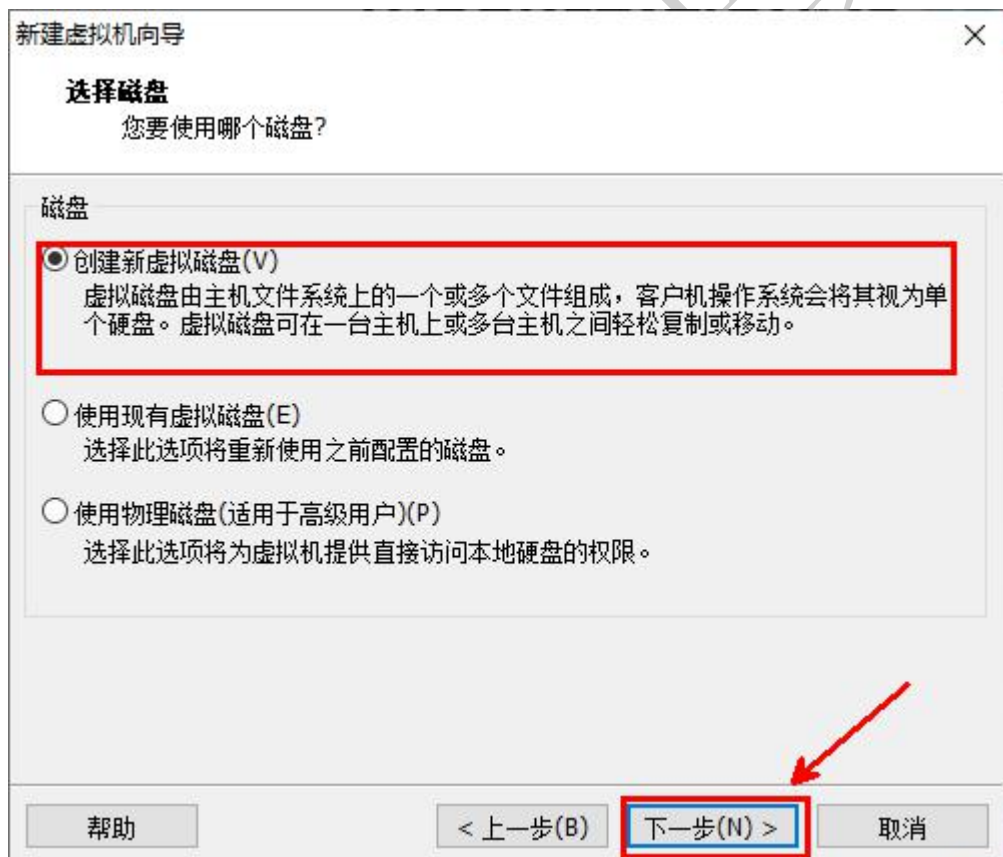 新建虚拟机向导
选择磁盘
您要使用哪个磁盘?
磁盘
创建新虚拟磁盘(V)
虚拟磁盘由主机文件系统上的一个或多个文件组成，客户机操作系统会将其视为单
个硬盘。虚拟磁盘可在一台主机上或多台主机之间轻松复制或移动。
使用现有虚拟磁盘(E)
选择此选项将重新使用之前配置的磁盘。
使用物理磁盘(适用于高级用户)(P)
选择此选项将为虚拟机提供直接访问本地硬盘的权限。
帮助
< 上一步(B)
下一步(N) >
取消